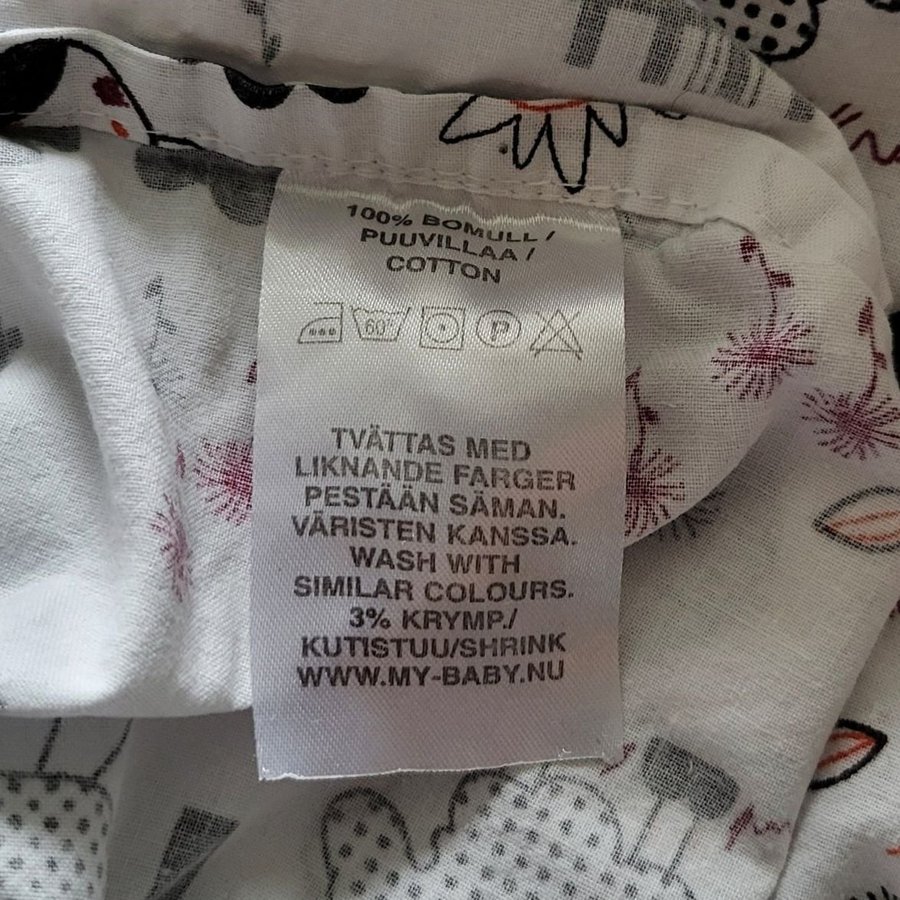 100% BOMULL /
PUUVILLAA /
COTTON
60°
P
TVÄTTAS MED
LIKNANDE FARGER
PESTÄÄN SÄMAN.
VÄRISTEN KANSSA.
WASH WITH
SIMILAR COLOURS.
3% KRYMP./
KUTISTUU/SHRINK
WWW.MY-BABY.NU